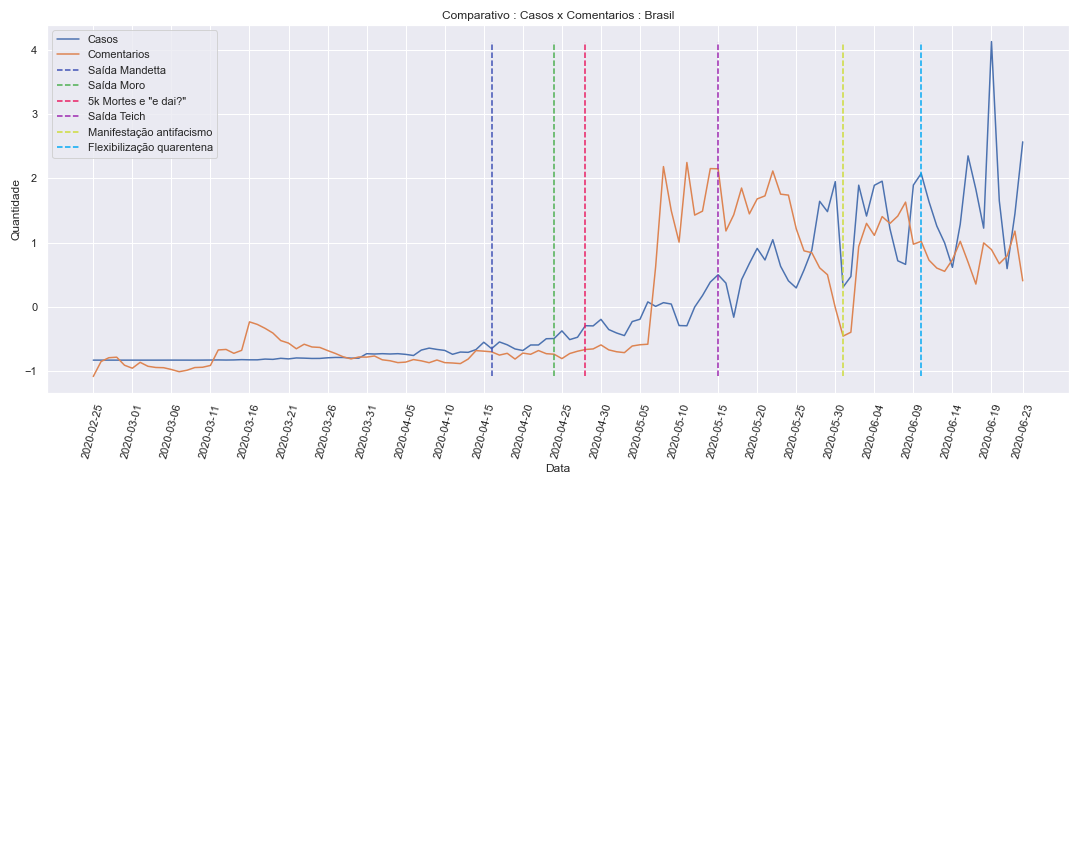 Comparativo : Casos x Comentarios : Brasil
Casos
Comentarios
Saída Mandetta
Saída Moro
5k Mortes e "e dai?"
Saída Teich
Manifestação antifacismo
Flexibilização quarentena
Quantidade
4
3
2
1
0
−1
2020-02-25
2020-03-01
2020-03-06
2020-03-11
2020-03-16
2020-03-21
2020-03-26
2020-03-31
2020-04-05
2020-04-10
2020-04-15
2020-04-20
2020-04-25
2020-04-30
2020-05-05
2020-05-10
2020-05-15
2020-05-20
2020-05-25
2020-05-30
2020-06-04
2020-06-09
2020-06-14
2020-06-19
2020-06-23
Data